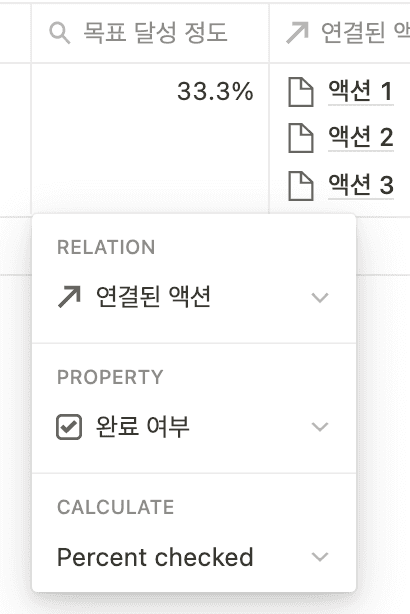 목표 달성 정도
연결된
33.3%
액션 1
액션 2
액션 3
RELATION
연결된 액션
PROPERTY
완료 여부
CALCULATE
Percent checked